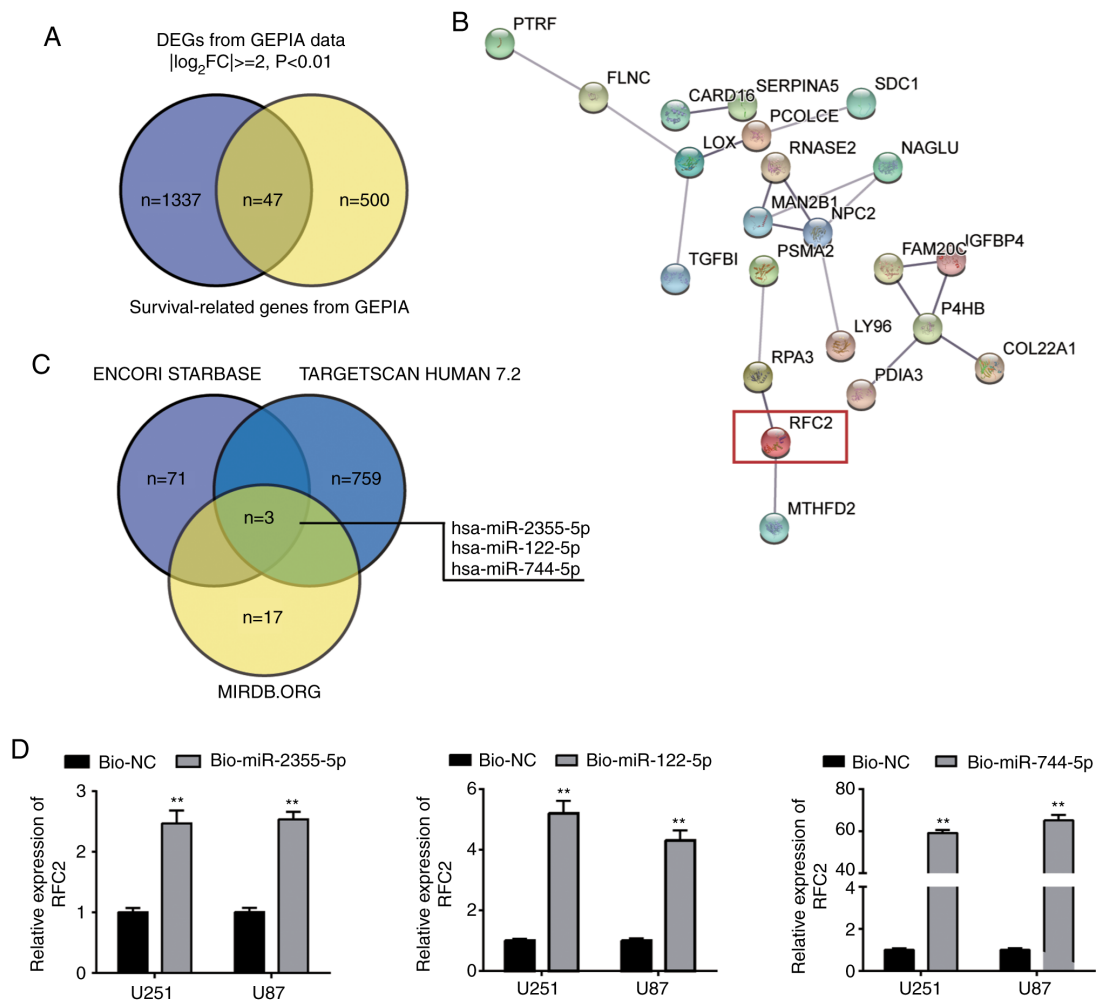 A
DEGs from GEPIA data
|log2FC|>=2, P<0.01
n=1337
n=47
n=500
Survival-related genes from GEPIA
B
PTRF
FLNC
CARD16
SERPINA5
SDC1
PCOLCE
LOX
RNASE2
NAGLU
MAN2B1
NPC2
TGFBI
PSMA2
FAM20C
IGFBP4
P4HB
LY96
COL22A1
RPA3
PDIA3
RFC2
MTHFD2
C
ENCORI STARBASE
TARGETSCAN HUMAN 7.2
n=71
n=759
n=3
hsa-miR-2355-5p
hsa-miR-122-5p
hsa-miR-744-5p
n=17
MIRDB.ORG
D
Bio-NC Bio-miR-2355-5p
Relative expression of
RFC2
3
2
1
0
**
**
U251 U87
Bio-NC Bio-miR-122-5p
Relative expression of
RFC2
6
4
2
0
**
**
U251 U87
Bio-NC Bio-miR-744-5p
Relative expression of
RFC2
80
60
40
4
2
0
**
**
U251 U87